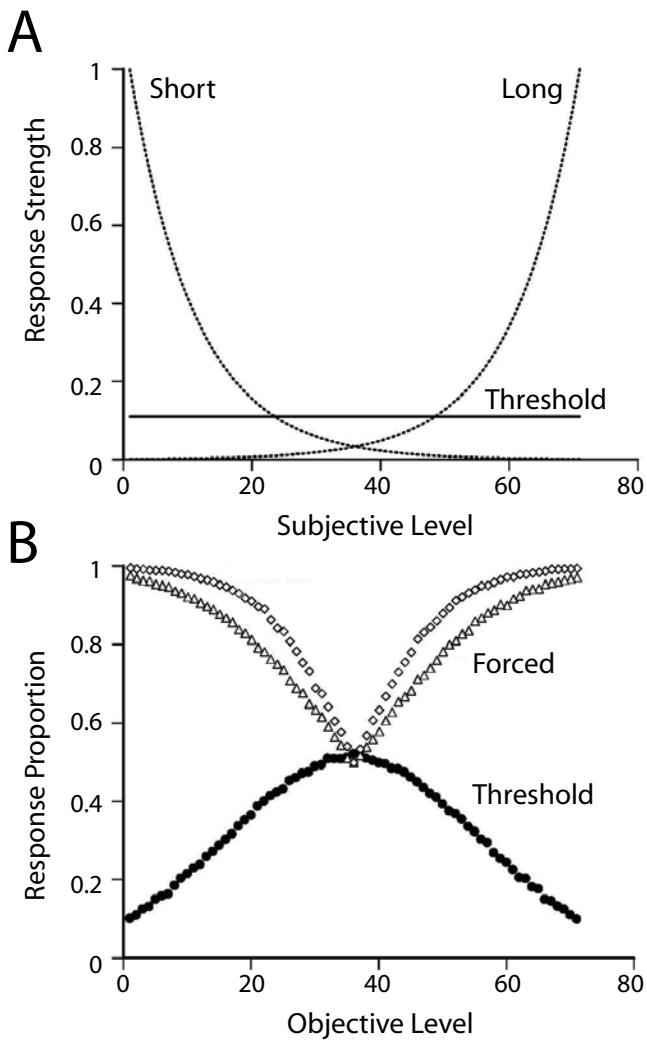 A
1
Short
Long
0.8
0.6
0.4
0.2
Threshold
0
0 20 40 60 80
Response Strength
Subjective Level
B
1
0.8
Forced
0.6
Threshold
0.4
0.2
0
0 20 40 60 80
Response Proportion
Objective Level